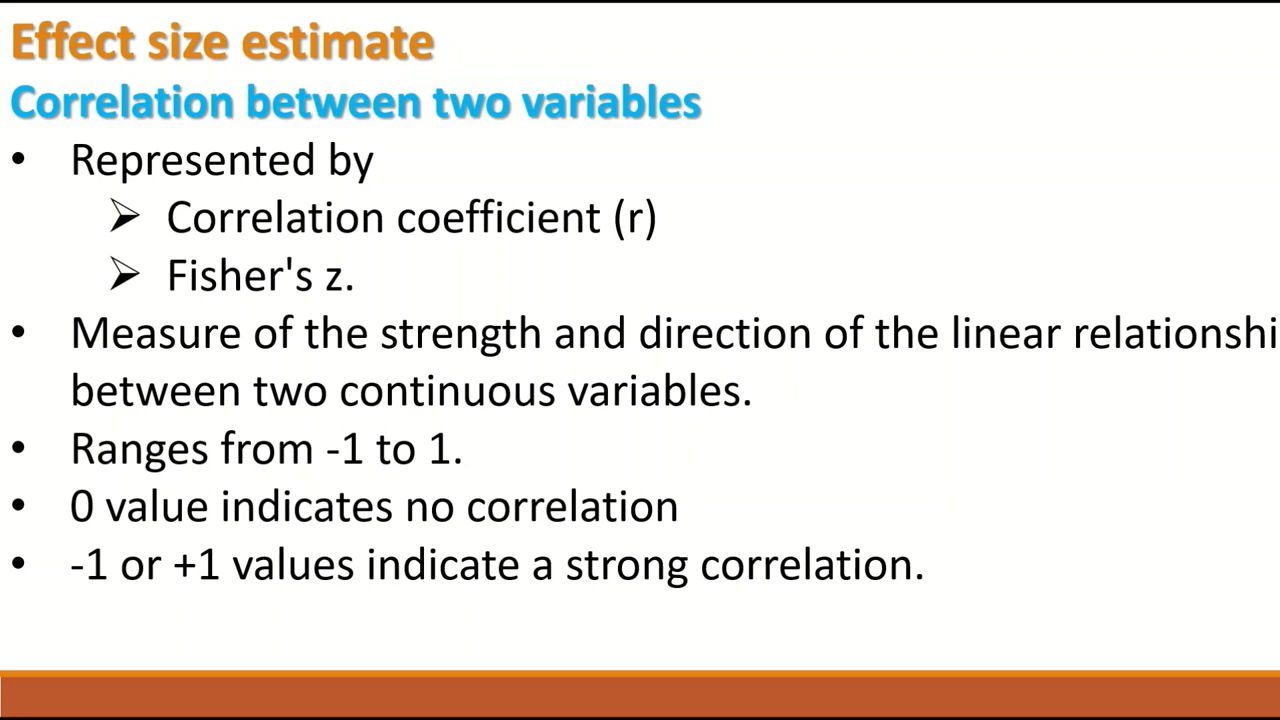 Effect size estimate
Correlation between two variables
• Represented by
➢ Correlation coefficient (r)
➢ Fisher's z.
• Measure of the strength and direction of the linear relationshi
between two continuous variables.
• Ranges from -1 to 1.
• 0 value indicates no correlation
• -1 or +1 values indicate a strong correlation.